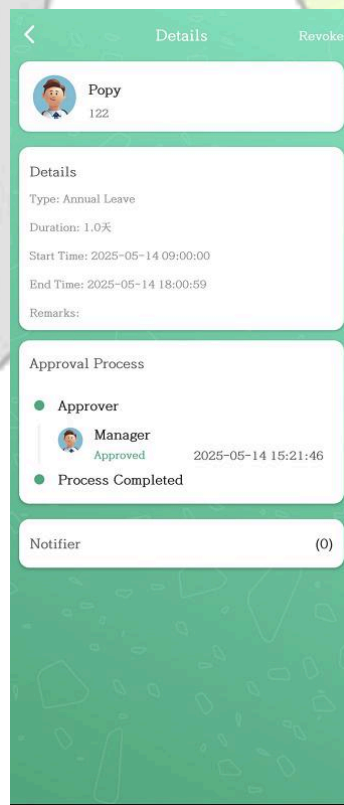 Details
Revoke
Popy
122
Details
Type: Annual Leave
Duration: 1.0天
Start Time: 2025-05-14 09:00:00
End Time: 2025-05-14 18:00:59
Remarks:
Approval Process
Approver
Manager
Approved 2025-05-14 15:21:46
Process Completed
Notifier (0)